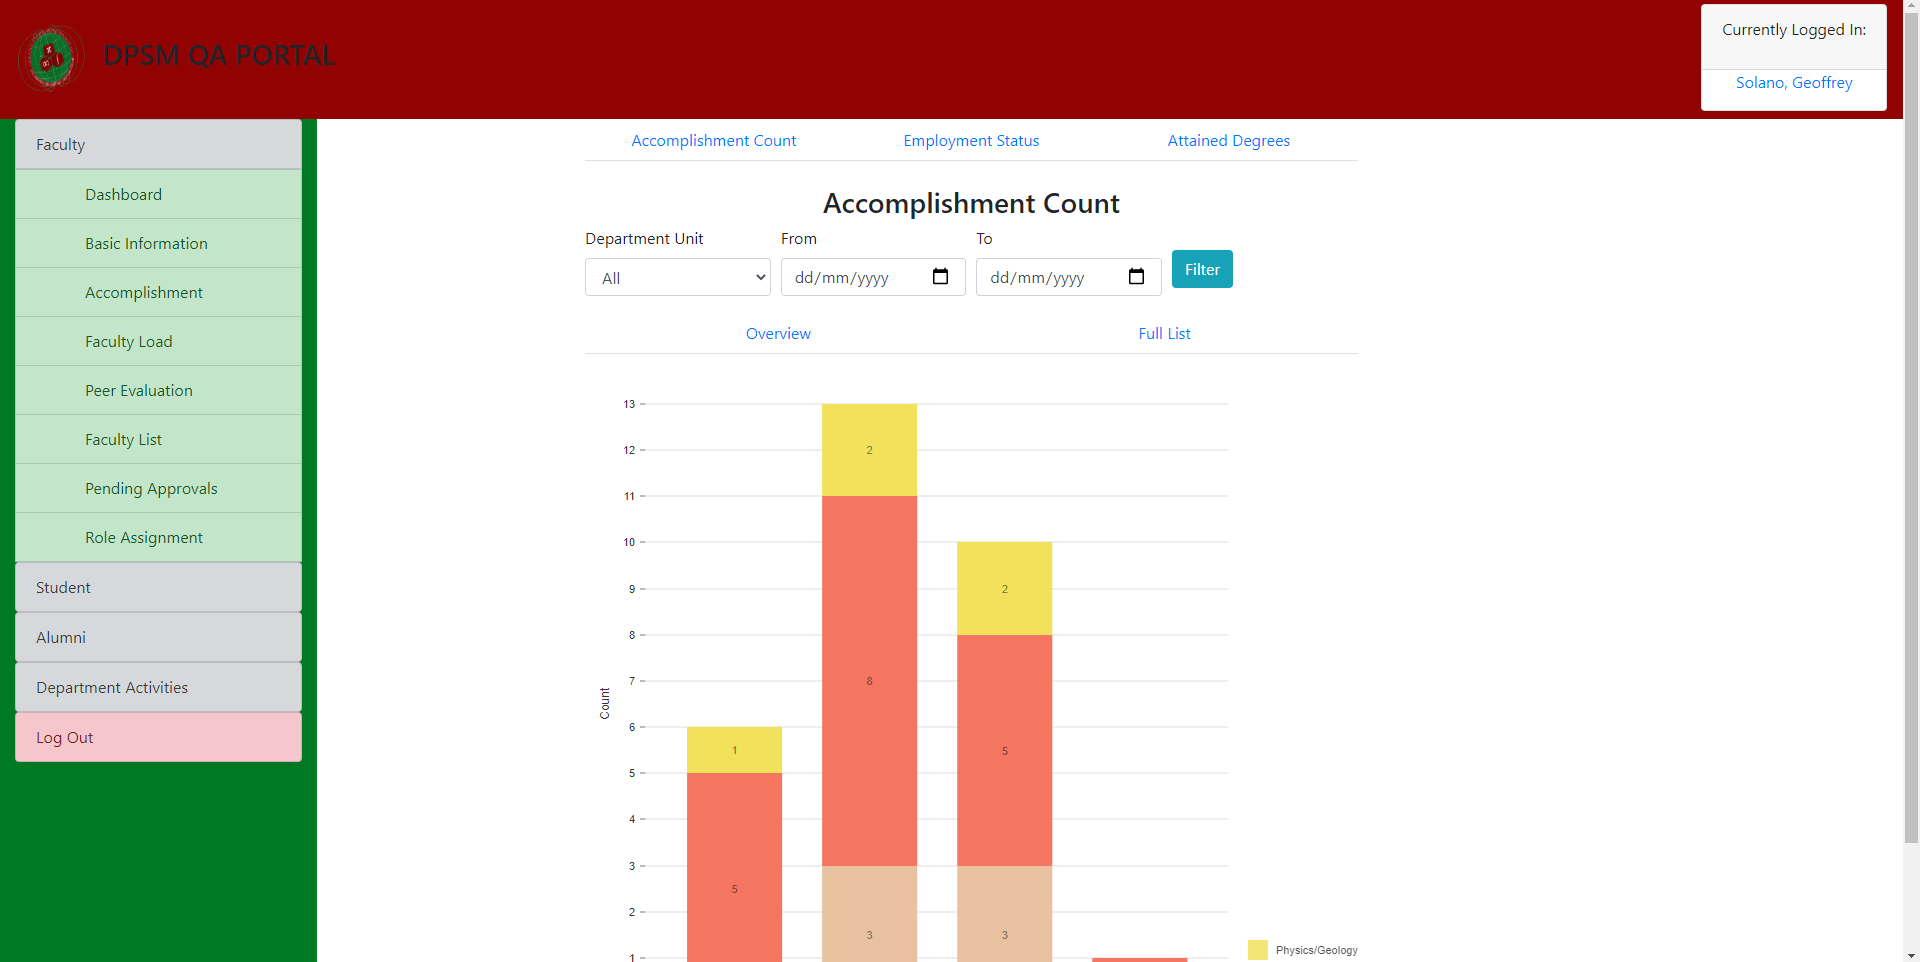 DPSM QA PORTAL
Currently Logged In:
Solano, Geoffrey
Faculty
Dashboard
Basic Information
Accomplishment
Faculty Load
Peer Evaluation
Faculty List
Pending Approvals
Role Assignment
Student
Alumni
Department Activities
Log Out
Accomplishment Count
Employment Status
Attained Degrees
Accomplishment Count
Department Unit
From
To
All
dd/mm/yyyy
dd/mm/yyyy
Filter
Overview
Full List
13
12
11
10
9
8
7
6
5
4
3
2
1
Count
1
5
2
8
3
2
5
3
Physics/Geology